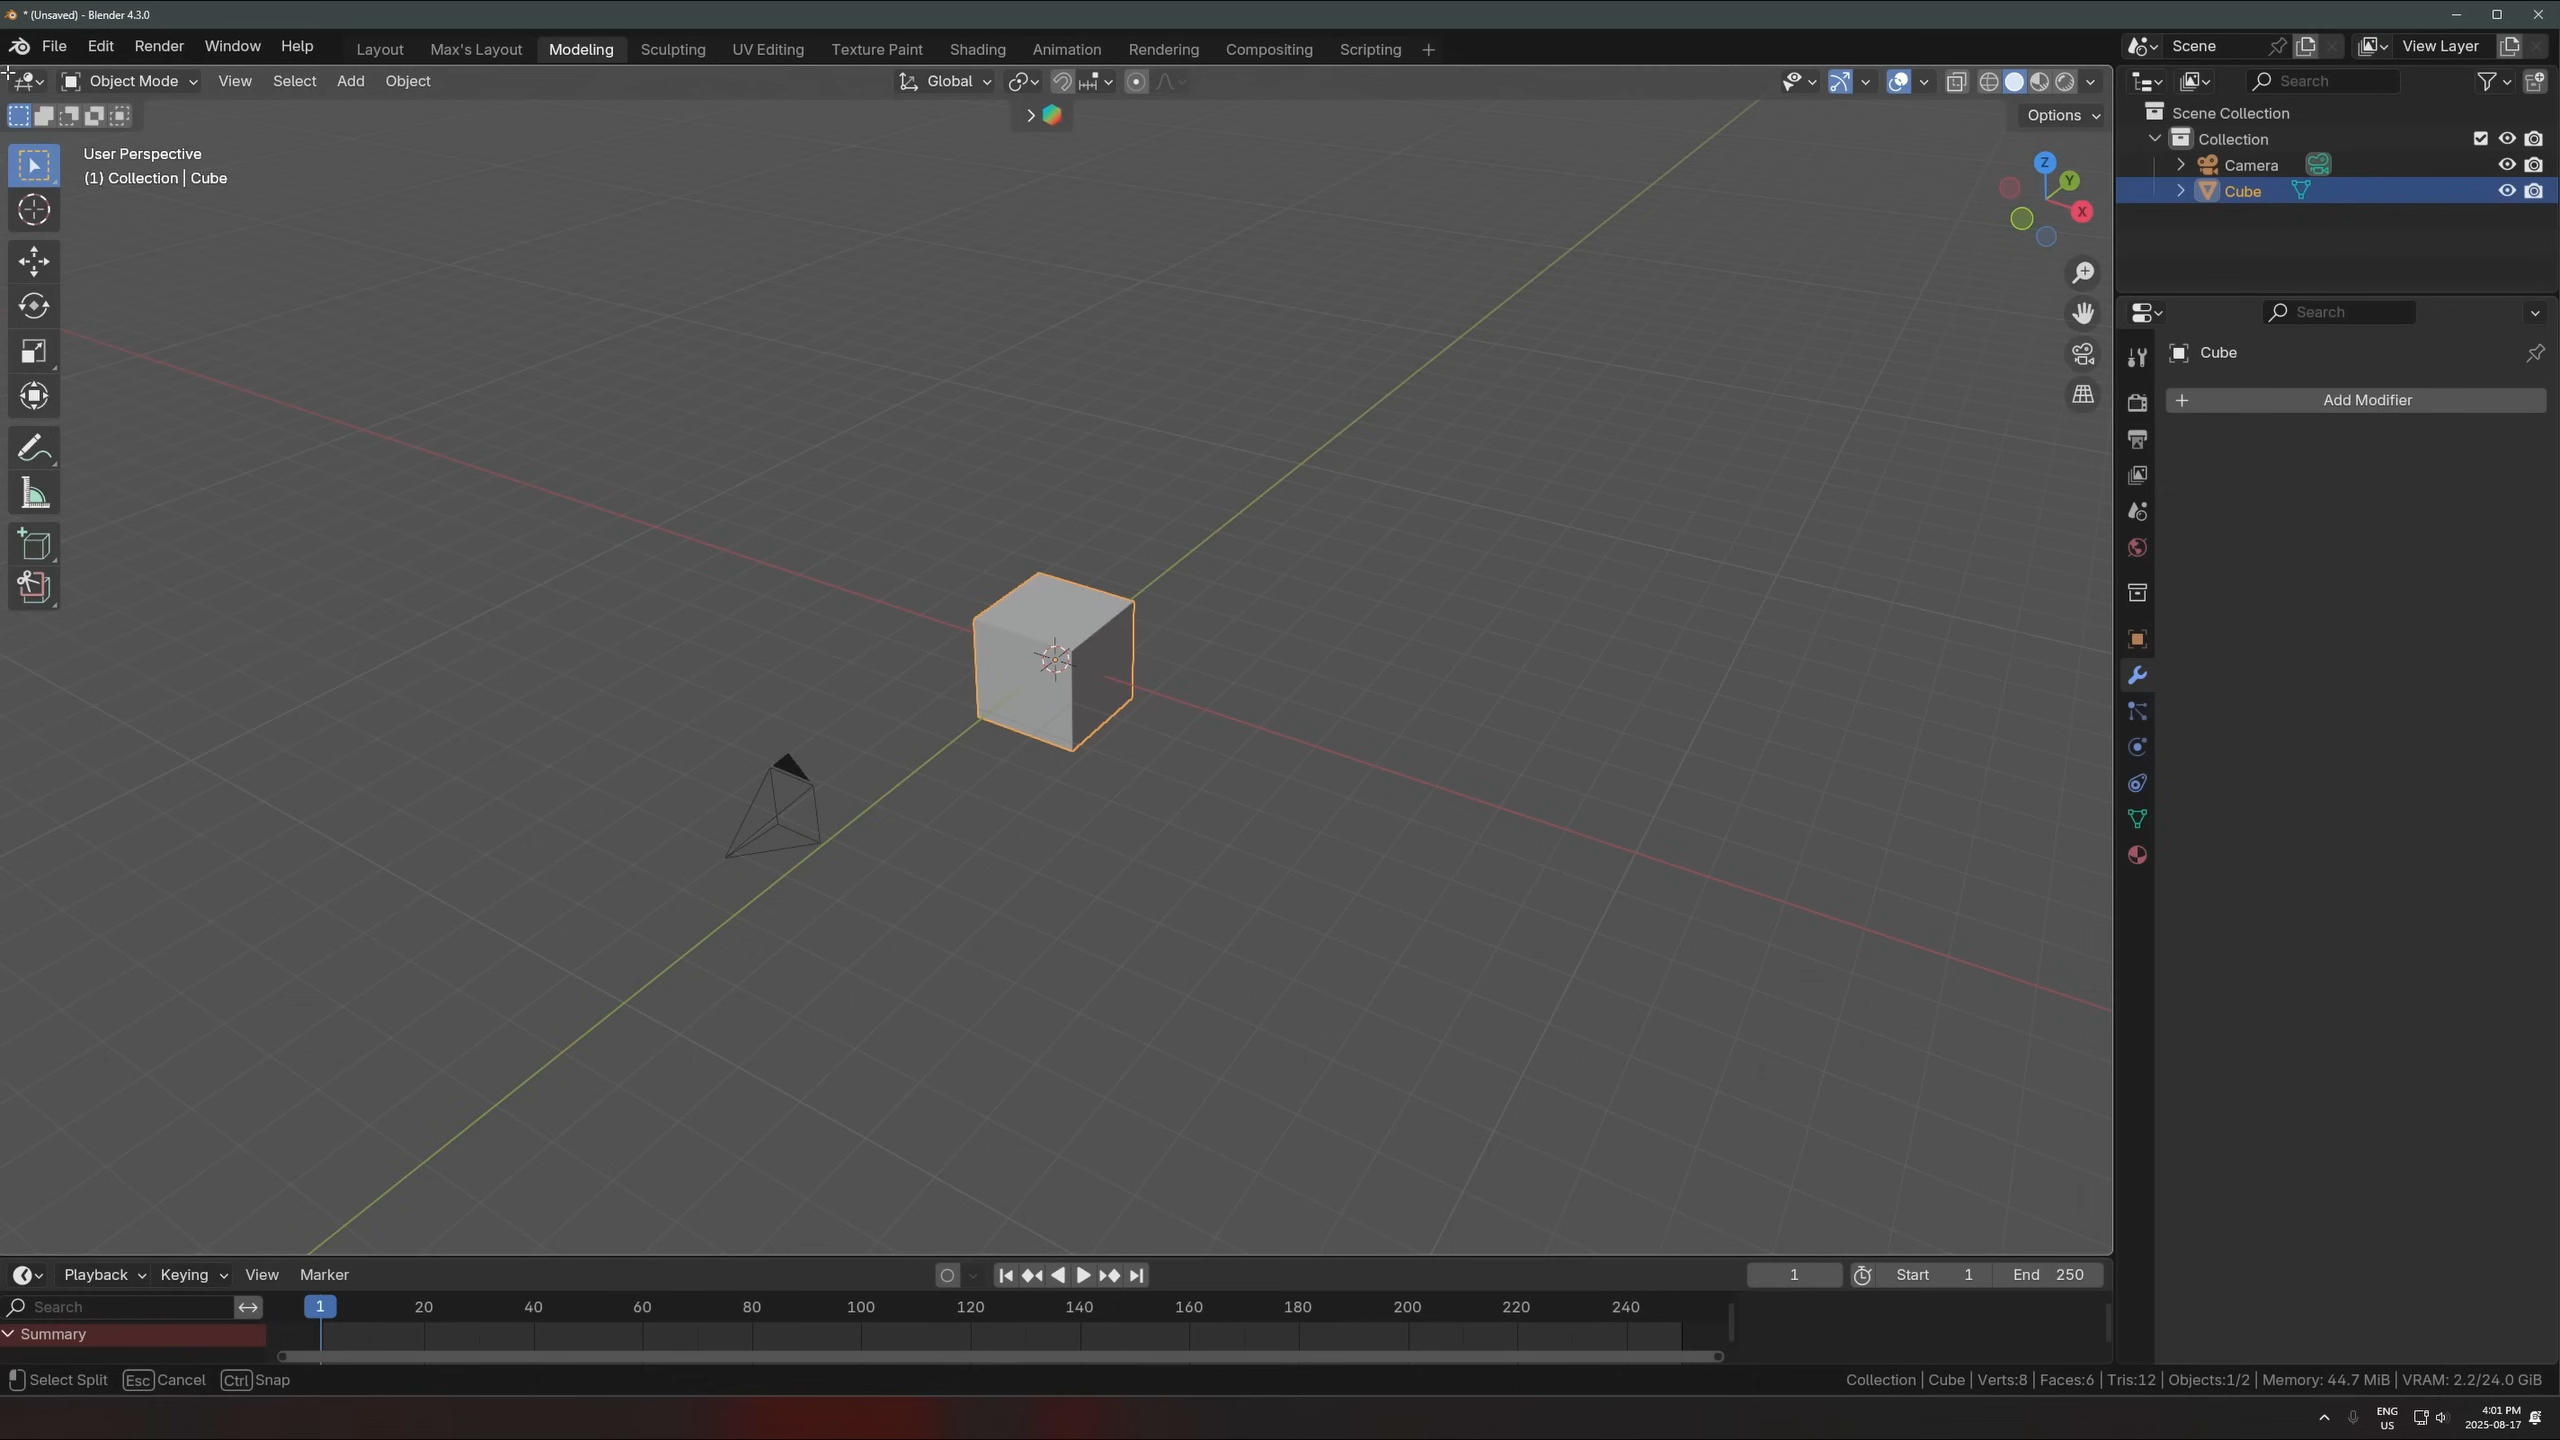 * (Unsaved) - Blender 4.3.0
File Edit Render Window Help Layout Max's Layout Modeling Sculpting UV Editing Texture Paint Shading Animation Rendering Compositing Scripting + Scene View Layer
Object Mode View Select Add Object Global Search
Options
Scene Collection
Collection
Camera
Cube
User Perspective
(1) Collection | Cube
Z
Y
X
Search
Cube
+ Add Modifier
Playback Keying View Marker 1 Start 1 End 250
Search 1 20 40 60 80 100 120 140 160 180 200 220 240
Summary
Select Split Esc Cancel Ctrl Snap Collection | Cube | Verts:8 | Faces:6 | Tris:12 | Objects:1/2 | Memory: 44.7 MiB | VRAM: 2.2/24.0 GiB
ENG 4:01 PM
US 2025-08-17